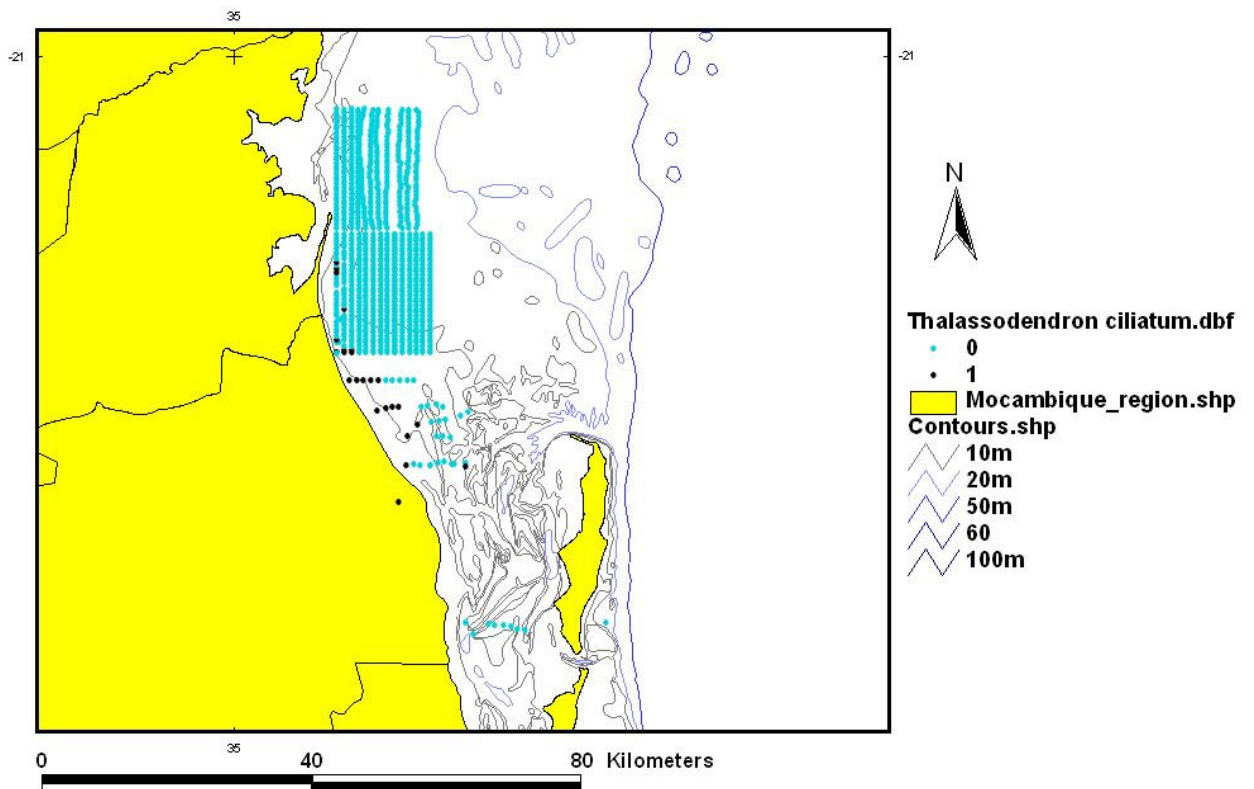 35
-21
-21
N
Thalassodendron ciliatum.dbf
0
1
Mocambique_region.shp
Contours.shp
10m
20m
50m
60
100m
35
0 40 80 Kilometers